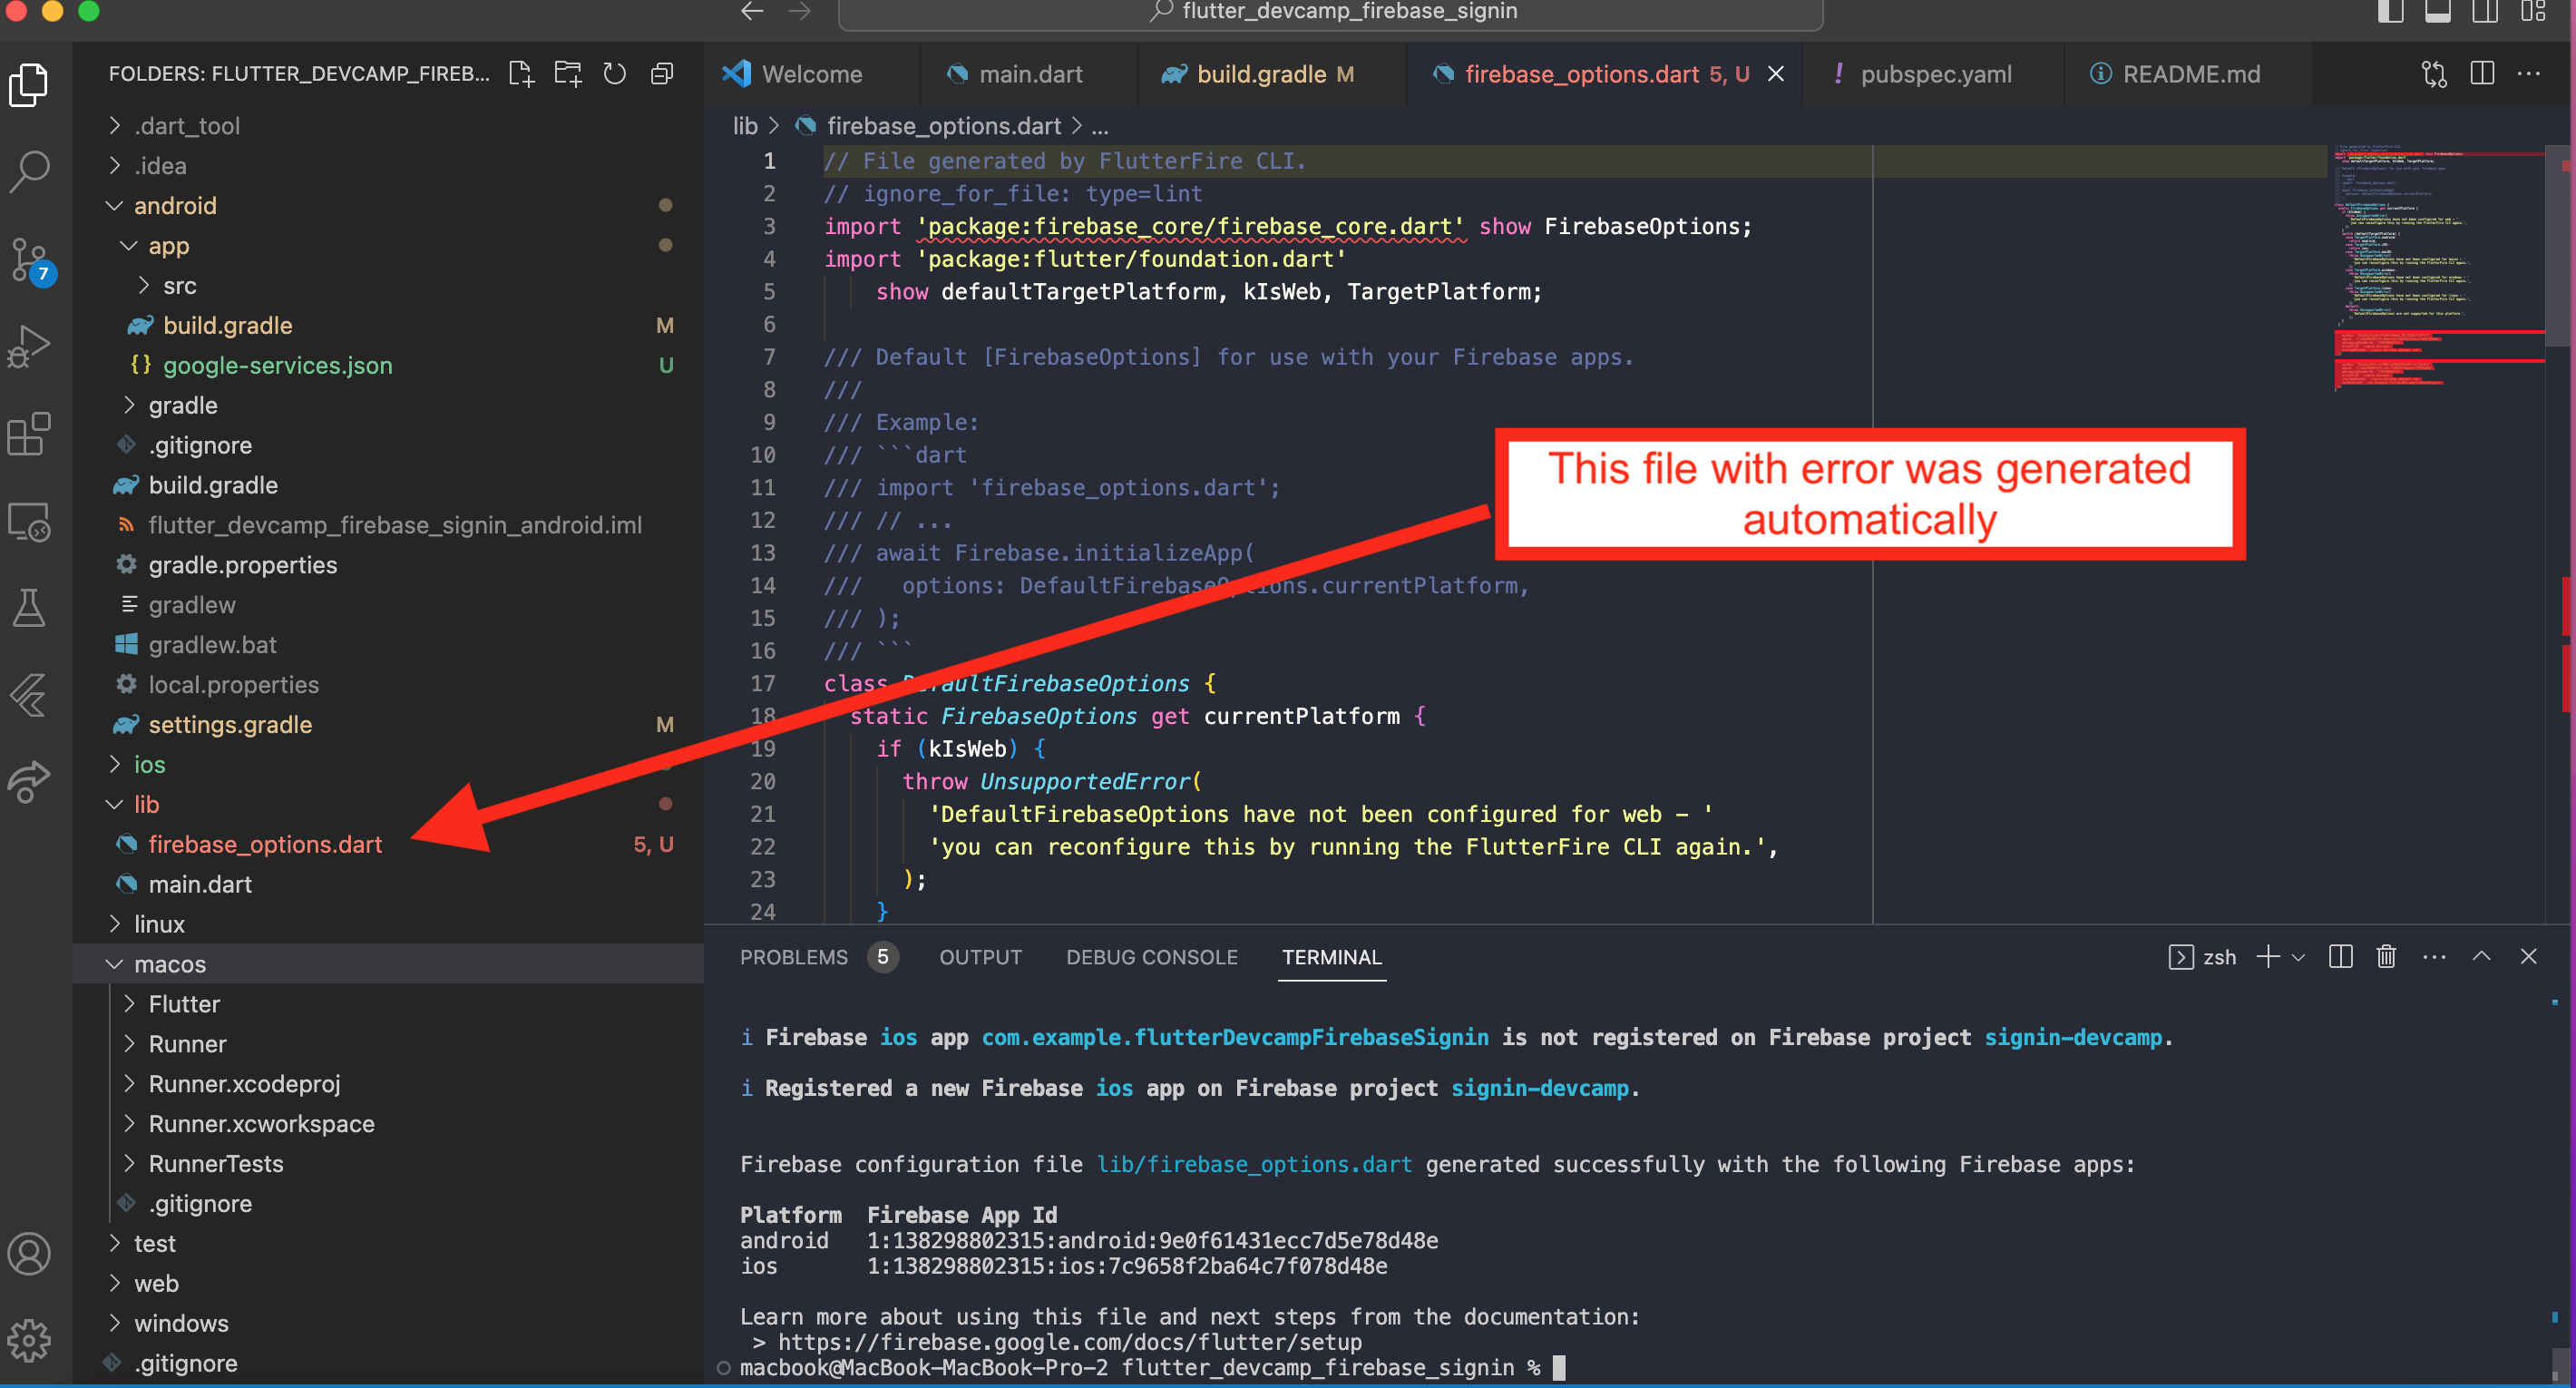 flutter_devcamp_firebase_signin
FOLDERS: FLUTTER_DEVCAMP_FIREB...
Welcome
main.dart
build.gradle M
firebase_options.dart 5, U
pubspec.yaml
README.md
7
.dart_tool
.idea
android
app
src
build.gradle M
google-services.json U
gradle
.gitignore
build.gradle
flutter_devcamp_firebase_signin_android.iml
gradle.properties
gradlew
gradlew.bat
local.properties
settings.gradle M
ios
lib
firebase_options.dart 5, U
main.dart
linux
macos
Flutter
Runner
Runner.xcodeproj
Runner.xcworkspace
RunnerTests
.gitignore
test
web
windows
.gitignore
lib > firebase_options.dart > ...
1 // File generated by FlutterFire CLI.
2 // ignore_for_file: type=lint
3 import 'package:firebase_core/firebase_core.dart' show FirebaseOptions;
4 import 'package:flutter/foundation.dart'
5 show defaultTargetPlatform, kIsWeb, TargetPlatform;
6
7 /// Default [FirebaseOptions] for use with your Firebase apps.
8 ///
9 /// Example:
10 /// ```dart
11 /// import 'firebase_options.dart';
12 /// // ...
13 /// await Firebase.initializeApp(
14 /// options: DefaultFirebaseOptions.currentPlatform,
15 /// );
16 /// ```
17 class DefaultFirebaseOptions {
18 static FirebaseOptions get currentPlatform {
19 if (kIsWeb) {
20 throw UnsupportedError(
21 'DefaultFirebaseOptions have not been configured for web - '
22 'you can reconfigure this by running the FlutterFire CLI again.',
23 );
24 }
This file with error was generated
automatically
PROBLEMS 5 OUTPUT DEBUG CONSOLE TERMINAL
zsh
i Firebase ios app com.example.flutterDevcampFirebaseSignin is not registered on Firebase project signin-devcamp.
i Registered a new Firebase ios app on Firebase project signin-devcamp.
Firebase configuration file lib/firebase_options.dart generated successfully with the following Firebase apps:
Platform Firebase App Id
android 1:138298802315:android:9e0f61431ecc7d5e78d48e
ios 1:138298802315:ios:7c9658f2ba64c7f078d48e
Learn more about using this file and next steps from the documentation:
> https://firebase.google.com/docs/flutter/setup
macbook@MacBook-MacBook-Pro-2 flutter_devcamp_firebase_signin %